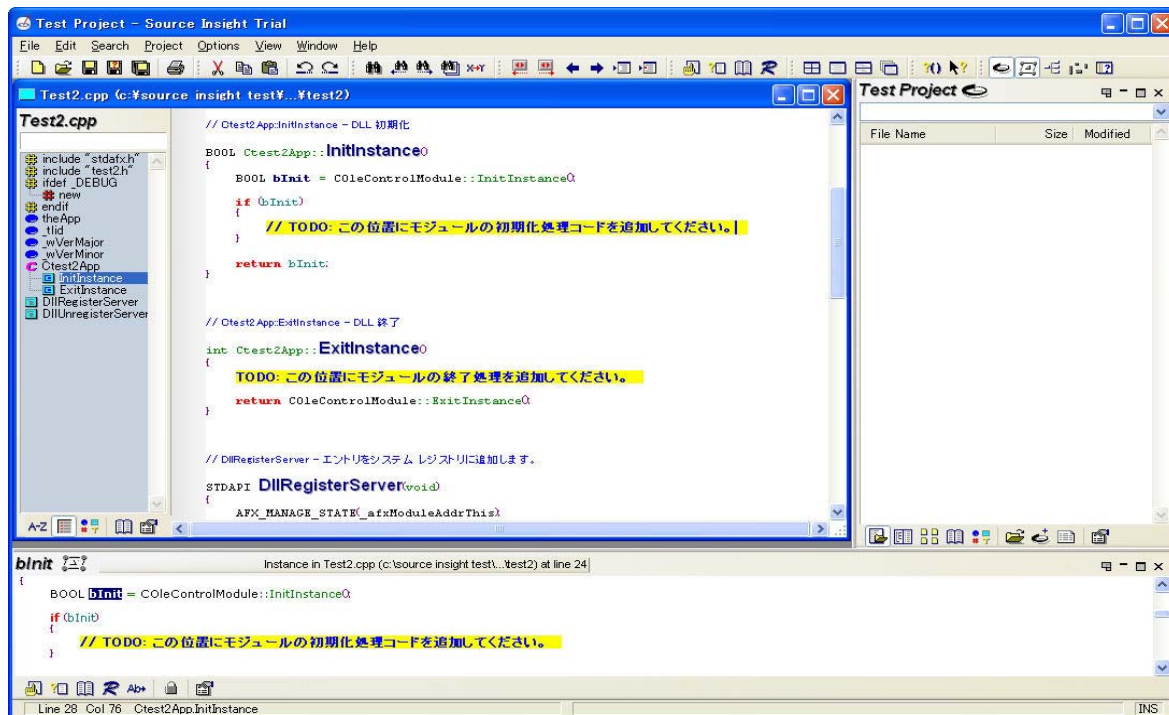 Test Project - Source Insight Trial
File Edit Search Project Options View Window Help
Test2.cpp (c:¥source insight test¥...¥test2)
Test2.cpp
include "stdafx.h"
include "test2.h"
ifdef _DEBUG
new
endif
theApp
_tlid
_wVerMajor
_wVerMinor
Ctest2App
InitInstance
ExitInstance
DllRegisterServer
DllUnregisterServer
A-Z
// Ctest2App::InitInstance - DLL 初期化
BOOL Ctest2App::InitInstance()
{
BOOL bInit = COleControlModule::InitInstance();
if (bInit)
{
// TODO: この位置にモジュールの初期化処理コードを追加してください。
}
return bInit;
}
// Ctest2App::ExitInstance - DLL 終了
int Ctest2App::ExitInstance()
{
TODO: この位置にモジュールの終了処理を追加してください。
return COleControlModule::ExitInstance();
}
// DllRegisterServer - エントリをシステム レジストリに追加します。
STDAPI DllRegisterServer(void)
{
AFX_MANAGE_STATE(_afxModuleAddrThis);
Test Project
File Name Size Modified
bInit
Instance in Test2.cpp (c:\source insight test\...\test2) at line 24
{
BOOL bInit = COleControlModule::InitInstance();
if (bInit)
{
// TODO: この位置にモジュールの初期化処理コードを追加してください。
}
Line 28 Col 76 Ctest2App.InitInstance
INS